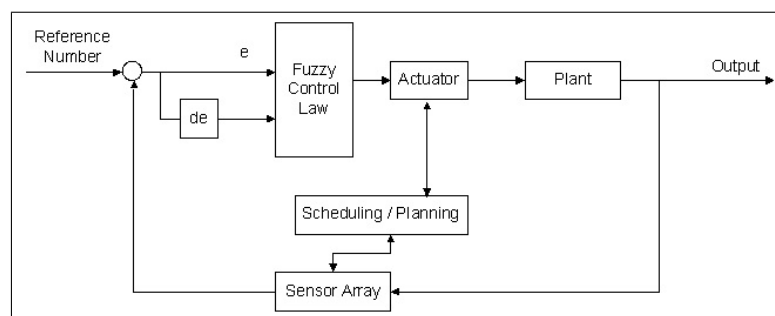 Reference
Number
e
de
Fuzzy
Control
Law
Actuator
Plant
Output
Scheduling / Planning
Sensor Array